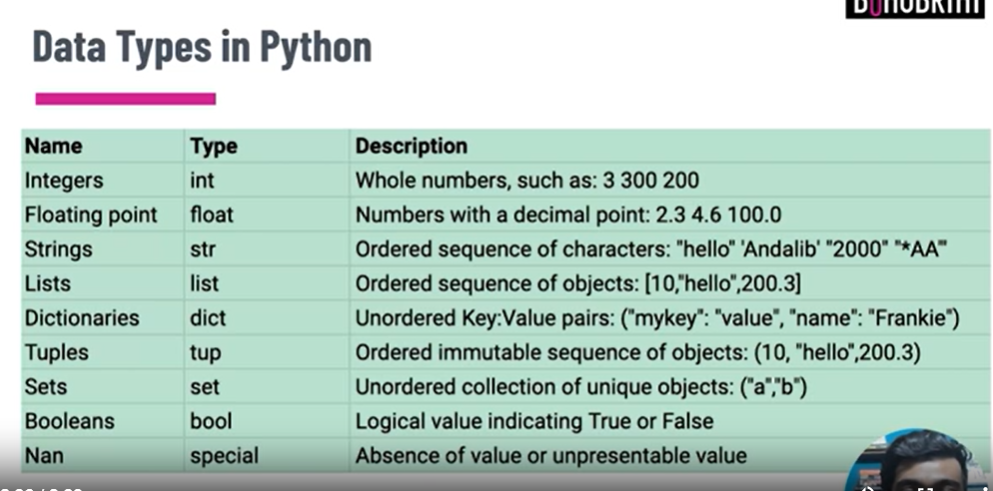 Data Types in Python
Name Type Description
Integers int Whole numbers, such as: 3 300 200
Floating point float Numbers with a decimal point: 2.3 4.6 100.0
Strings str Ordered sequence of characters: "hello" 'Andalib' "2000" "*AA"'
Lists list Ordered sequence of objects: [10,"hello",200.3]
Dictionaries dict Unordered Key:Value pairs: ("mykey": "value", "name": "Frankie")
Tuples tup Ordered immutable sequence of objects: (10, "hello",200.3)
Sets set Unordered collection of unique objects: ("a","b")
Booleans bool Logical value indicating True or False
Nan special Absence of value or unpresentable value